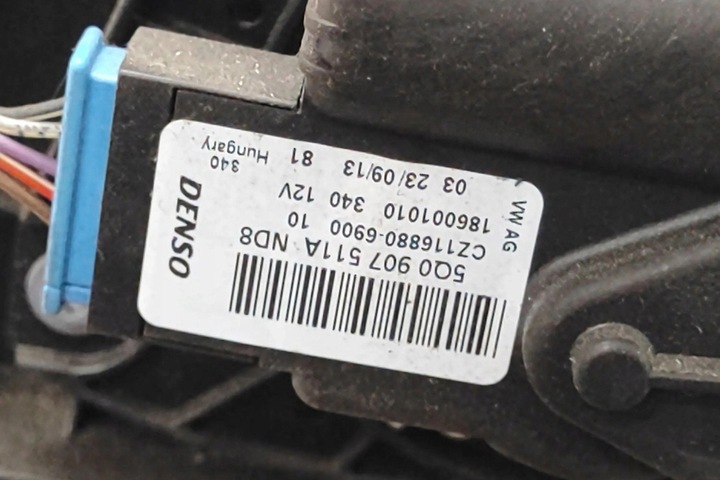 5Q0 907 511A ND8
CZ116880-6900 10
186001010 340 12V
03 23/09/13 81 Hungary
340
VW AG
DENSO